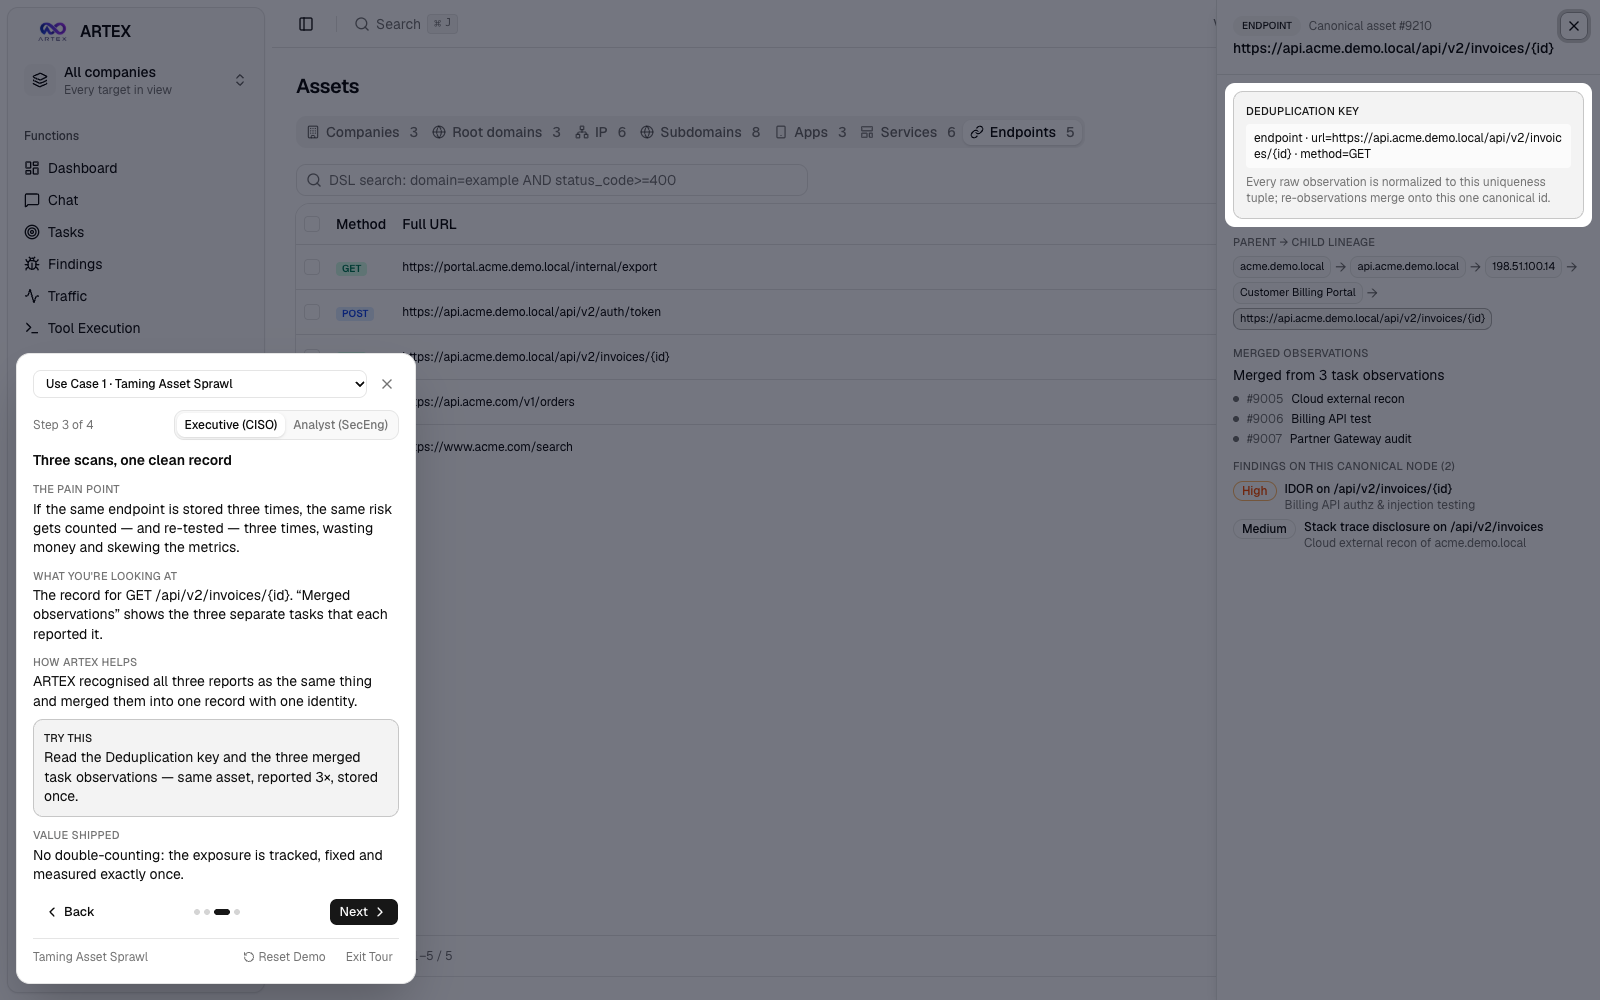 ARTEX
ARTEX
All companies
Every target in view
Functions
Dashboard
Chat
Tasks
Findings
Traffic
Tool Execution
Search ⌘ J
Assets
Companies 3 Root domains 3 IP 6 Subdomains 8 Apps 3 Services 6 Endpoints 5
DSL search: domain=example AND status_code>=400
Method Full URL
GET https://portal.acme.demo.local/internal/export
POST https://api.acme.demo.local/api/v2/auth/token
tps://api.acme.demo.local/api/v2/invoices/{id}
tps://api.acme.com/v1/orders
tps://www.acme.com/search
–5 / 5
Use Case 1 · Taming Asset Sprawl
Step 3 of 4 Executive (CISO) Analyst (SecEng)
Three scans, one clean record
THE PAIN POINT
If the same endpoint is stored three times, the same risk
gets counted — and re-tested — three times, wasting
money and skewing the metrics.
WHAT YOU'RE LOOKING AT
The record for GET /api/v2/invoices/{id}. “Merged
observations” shows the three separate tasks that each
reported it.
HOW ARTEX HELPS
ARTEX recognised all three reports as the same thing
and merged them into one record with one identity.
TRY THIS
Read the Deduplication key and the three merged
task observations — same asset, reported 3×, stored
once.
VALUE SHIPPED
No double-counting: the exposure is tracked, fixed and
measured exactly once.
Back Next
Taming Asset Sprawl Reset Demo Exit Tour
ENDPOINT Canonical asset #9210
https://api.acme.demo.local/api/v2/invoices/{id}
DEDUPLICATION KEY
endpoint · url=https://api.acme.demo.local/api/v2/invoic
es/{id} · method=GET
Every raw observation is normalized to this uniqueness
tuple; re-observations merge onto this one canonical id.
PARENT → CHILD LINEAGE
acme.demo.local → api.acme.demo.local → 198.51.100.14 →
Customer Billing Portal →
https://api.acme.demo.local/api/v2/invoices/{id}
MERGED OBSERVATIONS
Merged from 3 task observations
#9005 Cloud external recon
#9006 Billing API test
#9007 Partner Gateway audit
FINDINGS ON THIS CANONICAL NODE (2)
High IDOR on /api/v2/invoices/{id}
Billing API authz & injection testing
Medium Stack trace disclosure on /api/v2/invoices
Cloud external recon of acme.demo.local